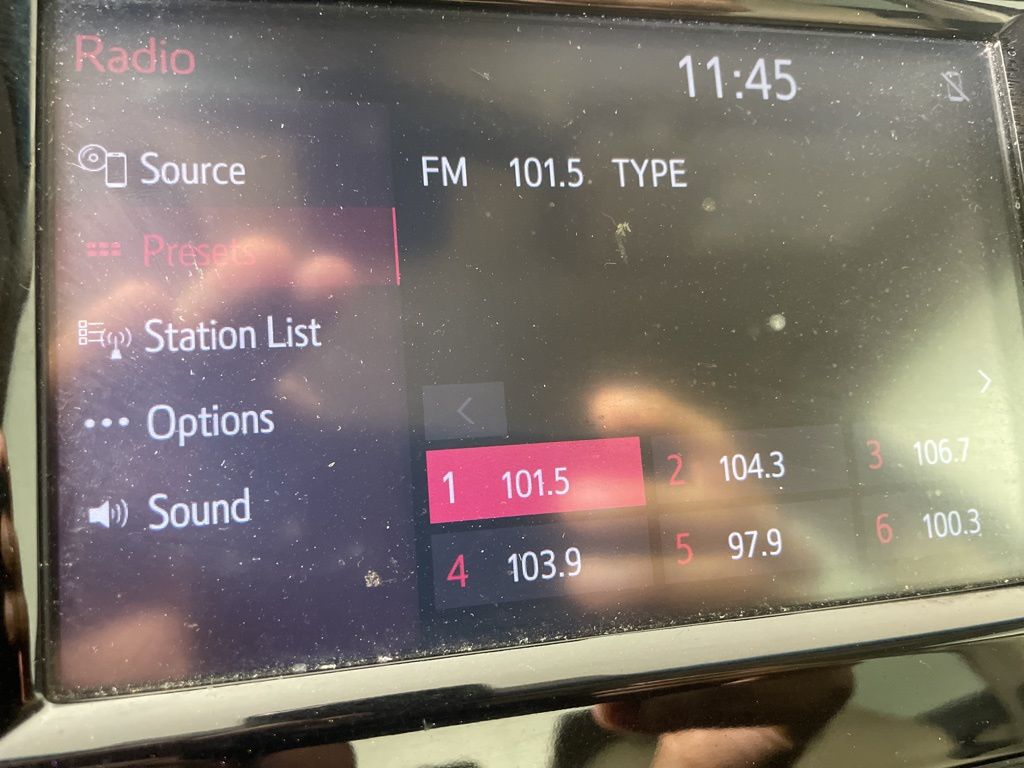 Radio
11:45
Source
FM 101.5 TYPE
Presets
Station List
Options
Sound
1 101.5
2 104.3
3 106.7
4 103.9
5 97.9
6 100.3